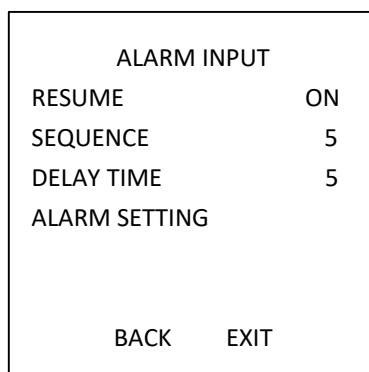 ALARM INPUT
RESUME ON
SEQUENCE 5
DELAY TIME 5
ALARM SETTING
BACK EXIT